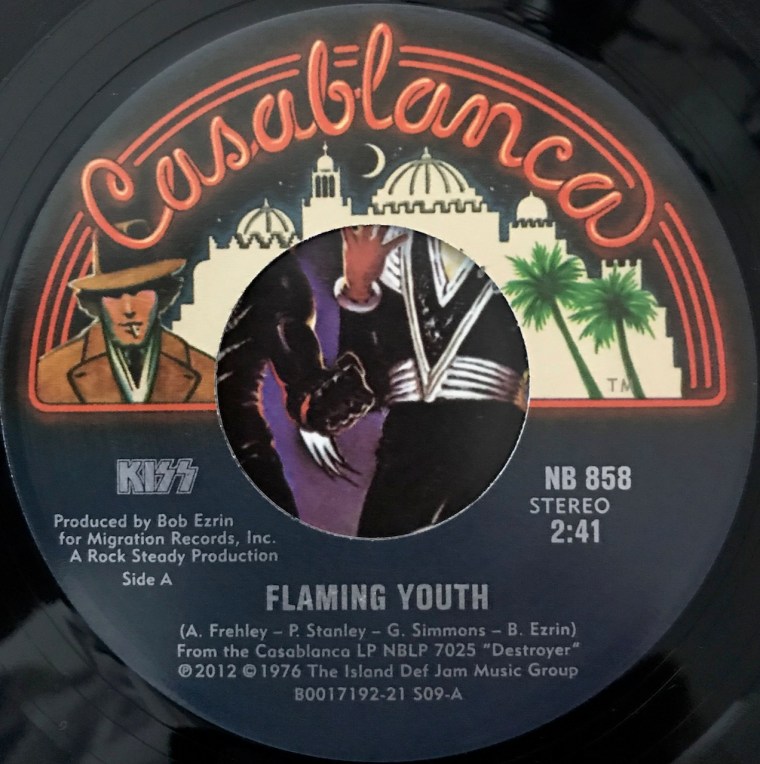 Casablanca
TM
KISS
NB 858
STEREO
2:41
Produced by Bob Ezrin
for Migration Records, Inc.
A Rock Steady Production
Side A
FLAMING YOUTH
(A. Frehley – P. Stanley – G. Simmons – B. Ezrin)
From the Casablanca LP NBLP 7025 "Destroyer"
℗2012 ©1976 The Island Def Jam Music Group
B0017192-21 S09-A